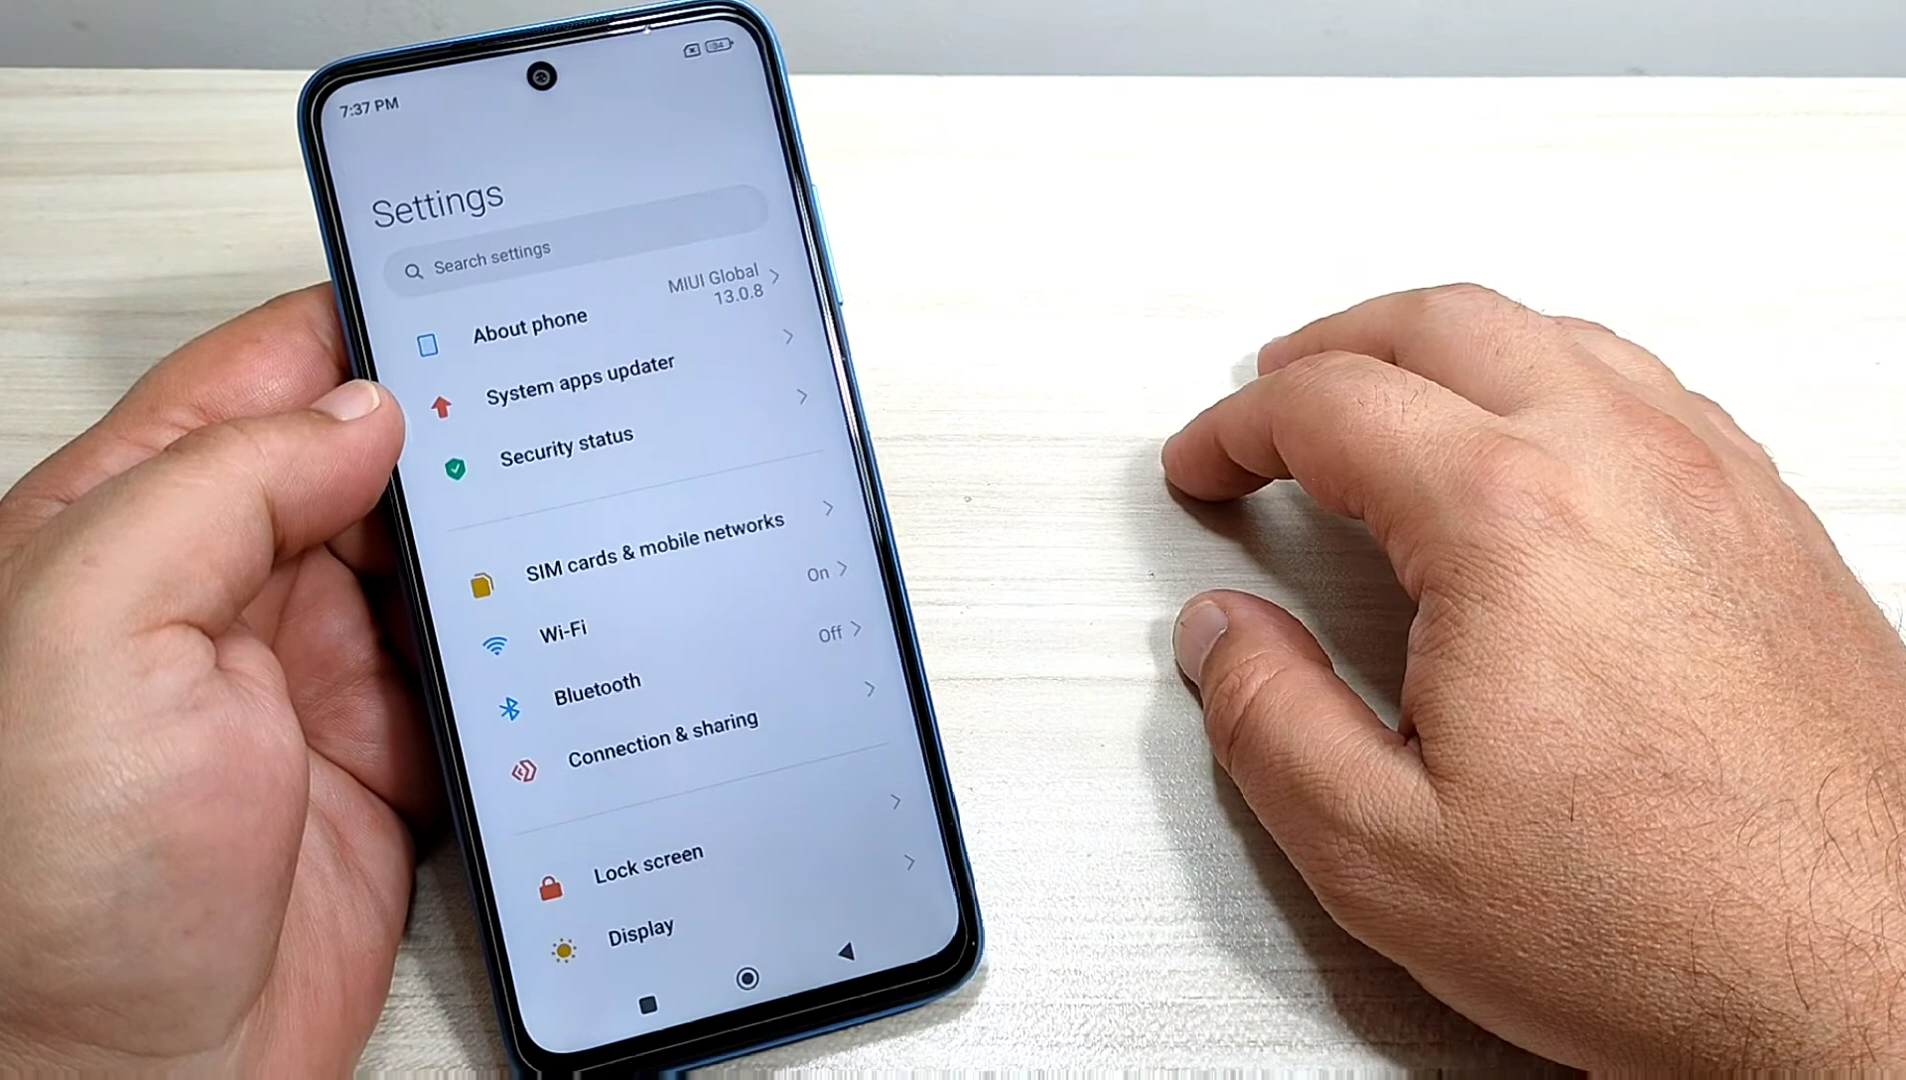 7:37 PM
Settings
Search settings
About phone
MIUI Global
13.0.8
System apps updater
Security status
SIM cards & mobile networks
Wi-Fi
On
Bluetooth
Off
Connection & sharing
Lock screen
Display